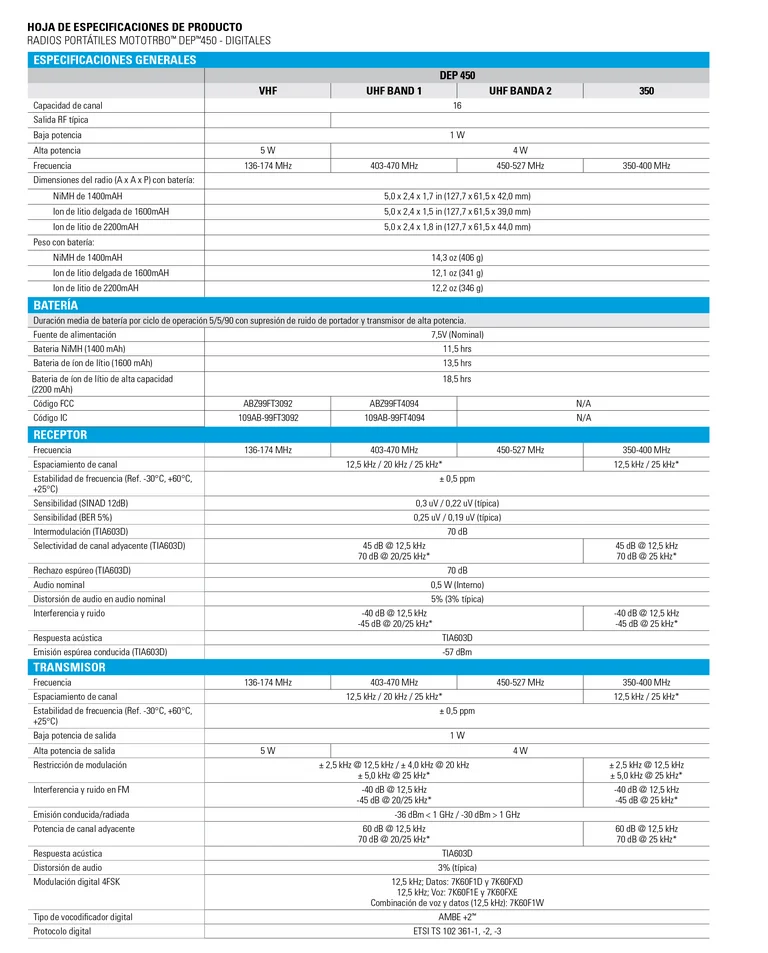 HOJA DE ESPECIFICACIONES DE PRODUCTO
RADIOS PORTÁTILES MOTOTRBO™ DEP™450 - DIGITALES
ESPECIFICACIONES GENERALES
DEP 450
VHF UHF BAND 1 UHF BANDA 2 350
Capacidad de canal 16
Salida RF típica
Baja potencia 1 W
Alta potencia 5 W 4 W
Frecuencia 136-174 MHz 403-470 MHz 450-527 MHz 350-400 MHz
Dimensiones del radio (A x A x P) con batería:
NiMH de 1400mAH 5,0 x 2,4 x 1,7 in (127,7 x 61,5 x 42,0 mm)
Ion de litio delgada de 1600mAH 5,0 x 2,4 x 1,5 in (127,7 x 61,5 x 39,0 mm)
Ion de litio de 2200mAH 5,0 x 2,4 x 1,8 in (127,7 x 61,5 x 44,0 mm)
Peso con batería:
NiMH de 1400mAH 14,3 oz (406 g)
Ion de litio delgada de 1600mAH 12,1 oz (341 g)
Ion de litio de 2200mAH 12,2 oz (346 g)
BATERÍA
Duración media de batería por ciclo de operación 5/5/90 con supresión de ruido de portador y transmisor de alta potencia.
Fuente de alimentación 7,5V (Nominal)
Bateria NiMH (1400 mAh) 11,5 hrs
Bateria de íon de lítio (1600 mAh) 13,5 hrs
Bateria de íon de lítio de alta capacidad 18,5 hrs
(2200 mAh)
Código FCC ABZ99FT3092 ABZ99FT4094 N/A
Código IC 109AB-99FT3092 109AB-99FT4094 N/A
RECEPTOR
Frecuencia 136-174 MHz 403-470 MHz 450-527 MHz 350-400 MHz
Espaciamiento de canal 12,5 kHz / 20 kHz / 25 kHz* 12,5 kHz / 25 kHz*
Estabilidad de frecuencia (Ref. -30°C, +60°C, ± 0,5 ppm
+25°C)
Sensibilidad (SINAD 12dB) 0,3 uV / 0,22 uV (típica)
Sensibilidad (BER 5%) 0,25 uV / 0,19 uV (típica)
Intermodulación (TIA603D) 70 dB
Selectividad de canal adyacente (TIA603D) 45 dB @ 12,5 kHz 45 dB @ 12,5 kHz
70 dB @ 20/25 kHz* 70 dB @ 25 kHz*
Rechazo espúreo (TIA603D) 70 dB
Audio nominal 0,5 W (Interno)
Distorsión de audio en audio nominal 5% (3% típica)
Interferencia y ruido -40 dB @ 12,5 kHz -40 dB @ 12,5 kHz
-45 dB @ 20/25 kHz* -45 dB @ 25 kHz*
Respuesta acústica TIA603D
Emisión espúrea conducida (TIA603D) -57 dBm
TRANSMISOR
Frecuencia 136-174 MHz 403-470 MHz 450-527 MHz 350-400 MHz
Espaciamiento de canal 12,5 kHz / 20 kHz / 25 kHz* 12,5 kHz / 25 kHz*
Estabilidad de frecuencia (Ref. -30°C, +60°C, ± 0,5 ppm
+25°C)
Baja potencia de salida 1 W
Alta potencia de salida 5 W 4 W
Restricción de modulación ± 2,5 kHz @ 12,5 kHz / ± 4,0 kHz @ 20 kHz ± 2,5 kHz @ 12,5 kHz
± 5,0 kHz @ 25 kHz* ± 5,0 kHz @ 25 kHz*
Interferencia y ruido en FM -40 dB @ 12,5 kHz -40 dB @ 12,5 kHz
-45 dB @ 20/25 kHz* -45 dB @ 25 kHz*
Emisión conducida/radiada -36 dBm < 1 GHz / -30 dBm > 1 GHz
Potencia de canal adyacente 60 dB @ 12,5 kHz 60 dB @ 12,5 kHz
70 dB @ 20/25 kHz* 70 dB @ 25 kHz*
Respuesta acústica TIA603D
Distorsión de audio 3% (típica)
Modulación digital 4FSK 12,5 kHz; Datos: 7K60F1D y 7K60FXD
12,5 kHz; Voz: 7K60F1E y 7K60FXE
Combinación de voz y datos (12,5 kHz): 7K60F1W
Tipo de vocodificador digital AMBE +2™
Protocolo digital ETSI TS 102 361-1, -2, -3